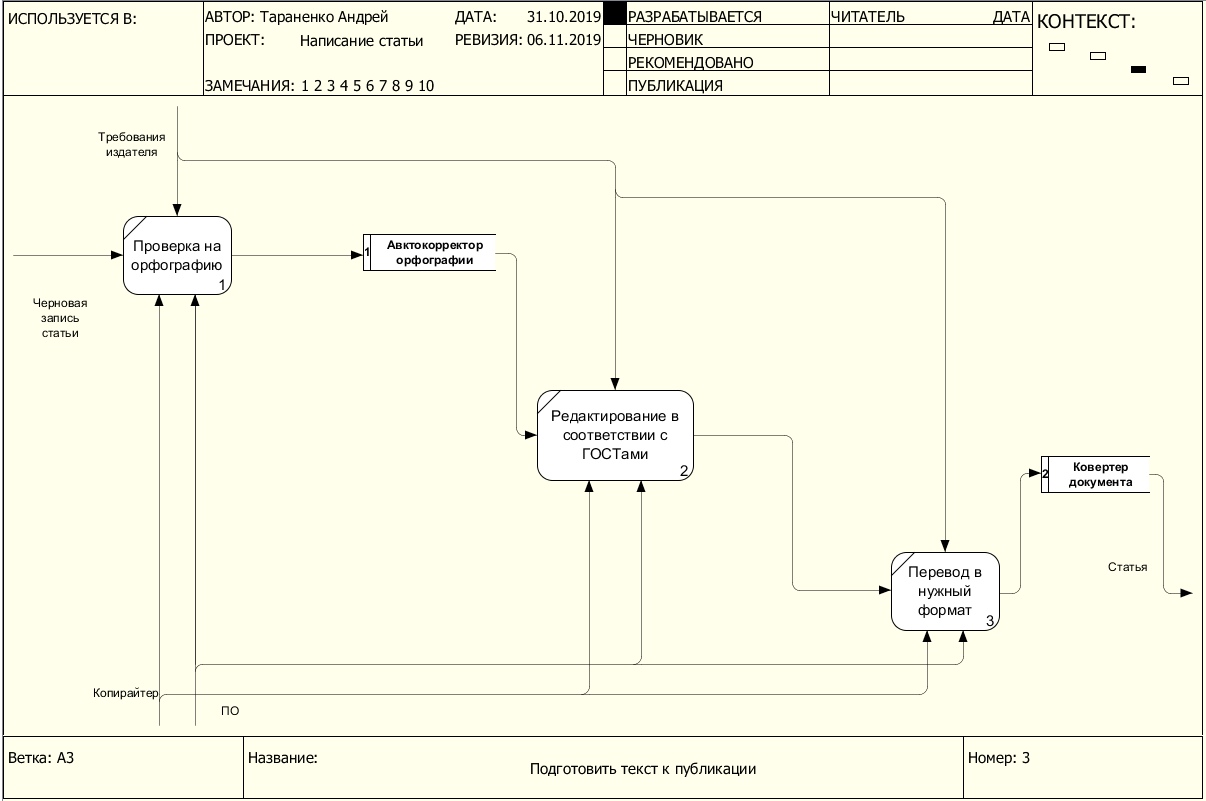 ИСПОЛЬЗУЕТСЯ В:
АВТОР: Тараненко Андрей
ДАТА: 31.10.2019
ПРОЕКТ: Написание статьи
РЕВИЗИЯ: 06.11.2019
ЗАМЕЧАНИЯ: 1 2 3 4 5 6 7 8 9 10
РАЗРАБАТЫВАЕТСЯ
ЧЕРНОВИК
РЕКОМЕНДОВАНО
ПУБЛИКАЦИЯ
ЧИТАТЕЛЬ ДАТА
КОНТЕКСТ:
Требования
издателя
Проверка на
орфографию
1
1
Авктокорректор
орфографии
Черновая
запись
статьи
Редактирование в
соответствии с
ГОСТами
2
2
Ковертер
документа
Статья
Перевод в
нужный
формат
3
Копирайтер
ПО
Ветка: A3
Название:
Подготовить текст к публикации
Номер: 3